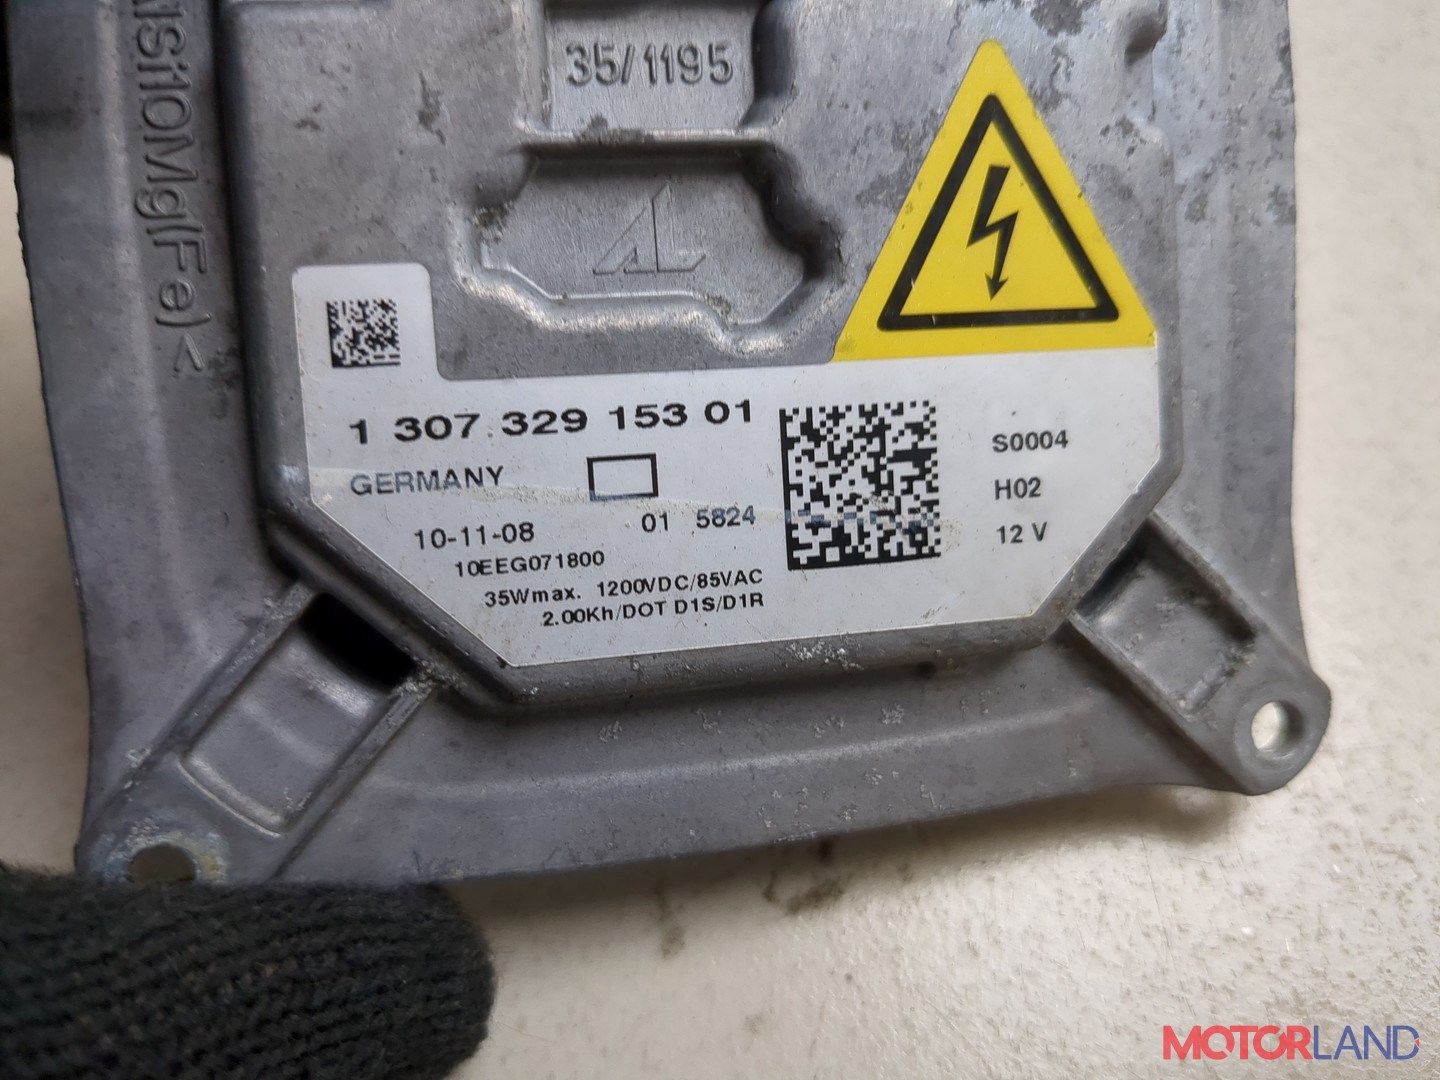 35/1195
AlSi10Mg(Fe)<
AL
1 307 329 153 01
GERMANY
10-11-08
01 5824
10EEG071800
35Wmax. 1200VDC/85VAC
2.00Kh/DOT D1S/D1R
S0004
H02
12 V
MOTORLAND